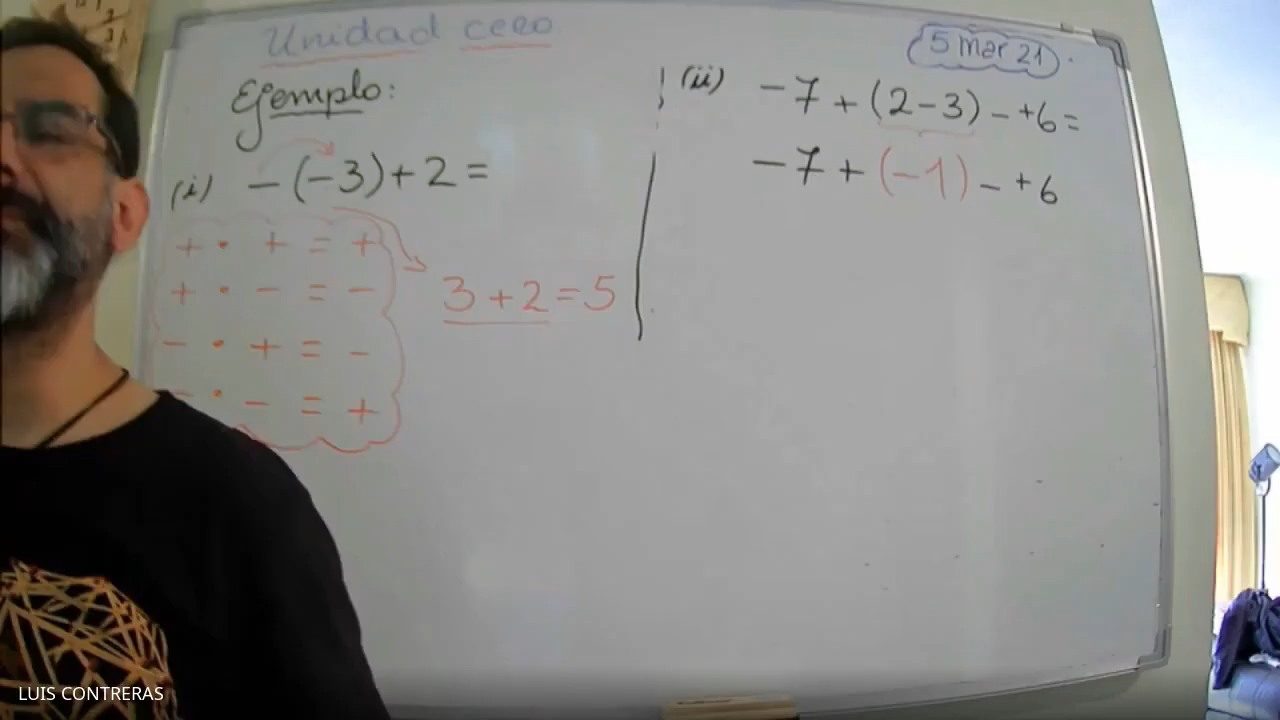 Unidad cero
5 mar 21
Ejemplo:
(i) -(-3)+2=
+ · + = +
+ · - = -
- · + = -
- · - = +
3+2=5
(ii) -7+(2-3)-+6=
-7+(-1)-+6
LUIS CONTRERAS